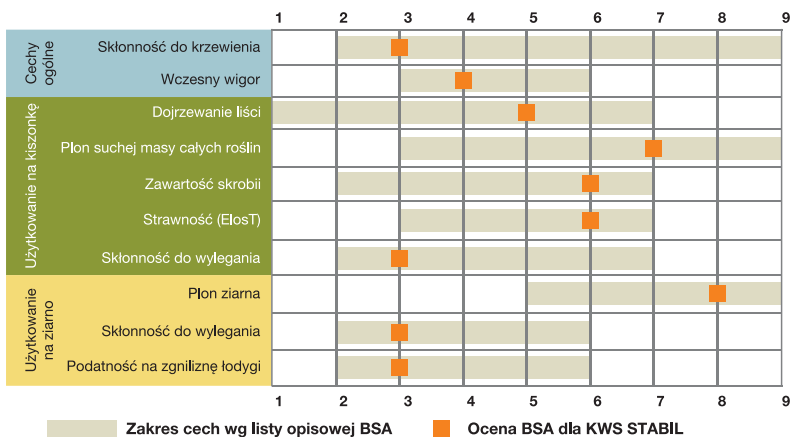 1 2 3 4 5 6 7 8 9
Cechy
ogólne
Skłonność do krzewienia
Wczesny wigor
Użytkowanie na kiszonkę
Dojrzewanie liści
Plon suchej masy całych roślin
Zawartość skrobii
Strawność (ElosT)
Skłonność do wylegania
Użytkowanie
na ziarno
Plon ziarna
Skłonność do wylegania
Podatność na zgniliznę łodygi
1 2 3 4 5 6 7 8 9
Zakres cech wg listy opisowej BSA
Ocena BSA dla KWS STABIL